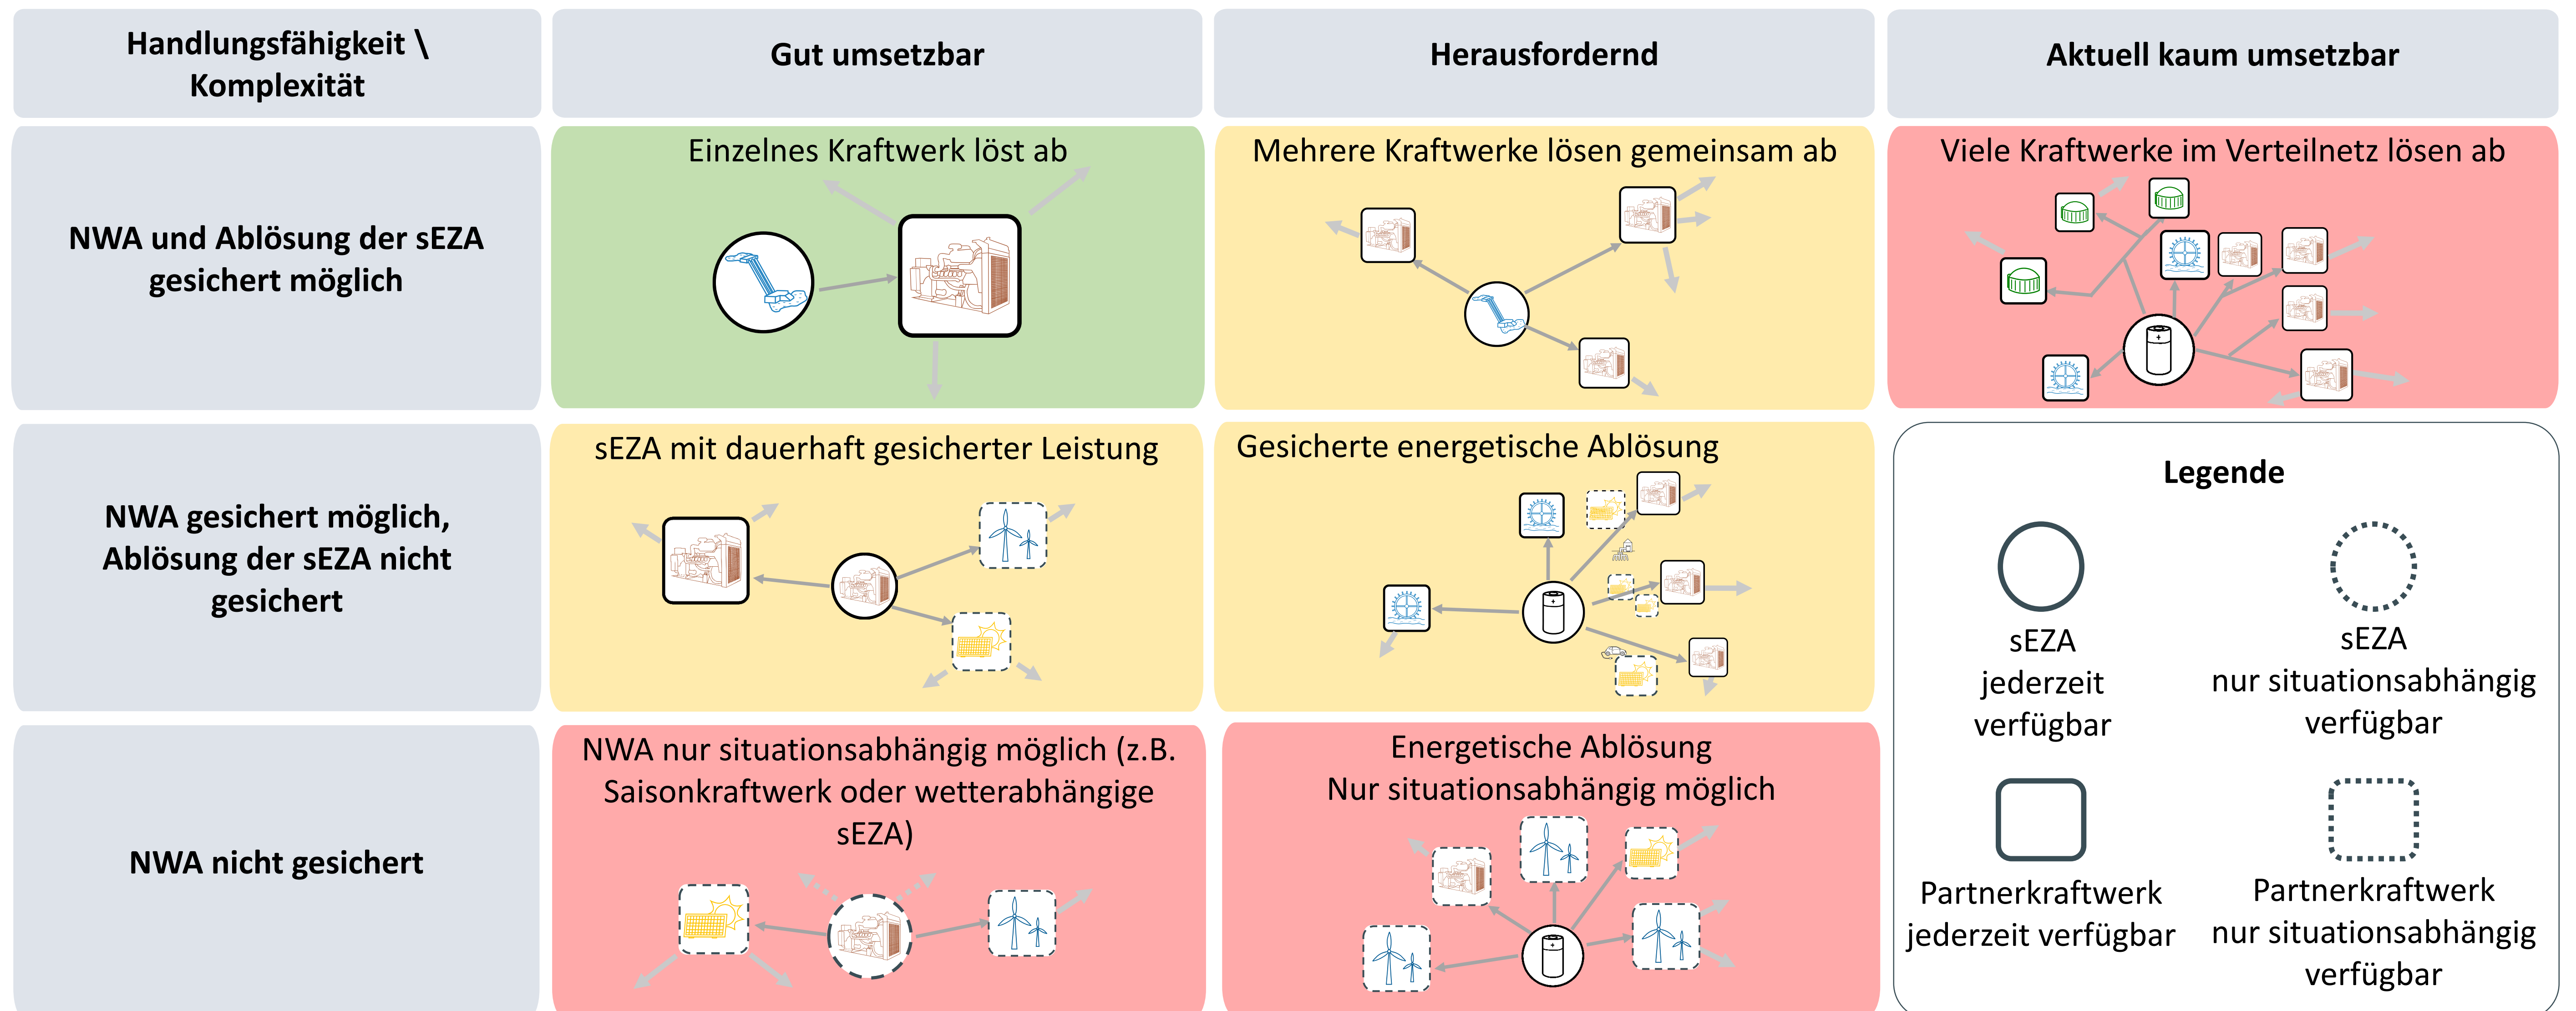 Handlungsfähigkeit \
Komplexität
Gut umsetzbar
Herausfordernd
Aktuell kaum umsetzbar
NWA und Ablösung der sEZA
gesichert möglich
Einzelnes Kraftwerk löst ab
Mehrere Kraftwerke lösen gemeinsam ab
Viele Kraftwerke im Verteilnetz lösen ab
NWA gesichert möglich,
Ablösung der sEZA nicht
gesichert
sEZA mit dauerhaft gesicherter Leistung
Gesicherte energetische Ablösung
NWA nicht gesichert
NWA nur situationsabhängig möglich (z.B.
Saisonkraftwerk oder wetterabhängige
sEZA)
Energetische Ablösung
Nur situationsabhängig möglich
Legende
sEZA
jederzeit
verfügbar
sEZA
nur situationsabhängig
verfügbar
Partnerkraftwerk
jederzeit verfügbar
Partnerkraftwerk
nur situationsabhängig
verfügbar